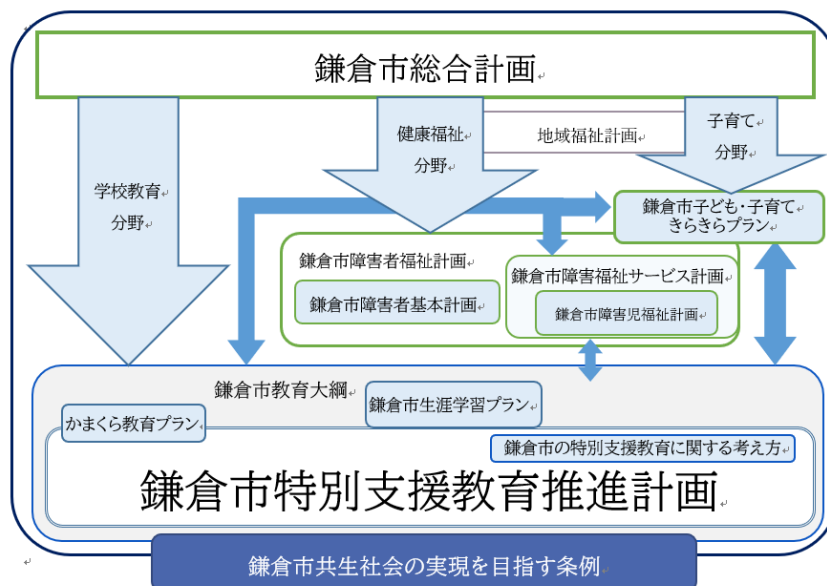 鎌倉市総合計画
学校教育
分野
健康福祉
分野
地域福祉計画
子育て
分野
鎌倉市子ども・子育て
きらきらプラン
鎌倉市障害者福祉計画
鎌倉市障害者基本計画
鎌倉市障害福祉サービス計画
鎌倉市障害児福祉計画
鎌倉市教育大綱
かまくら教育プラン
鎌倉市生涯学習プラン
鎌倉市の特別支援教育に関する考え方
鎌倉市特別支援教育推進計画
鎌倉市共生社会の実現を目指す条例